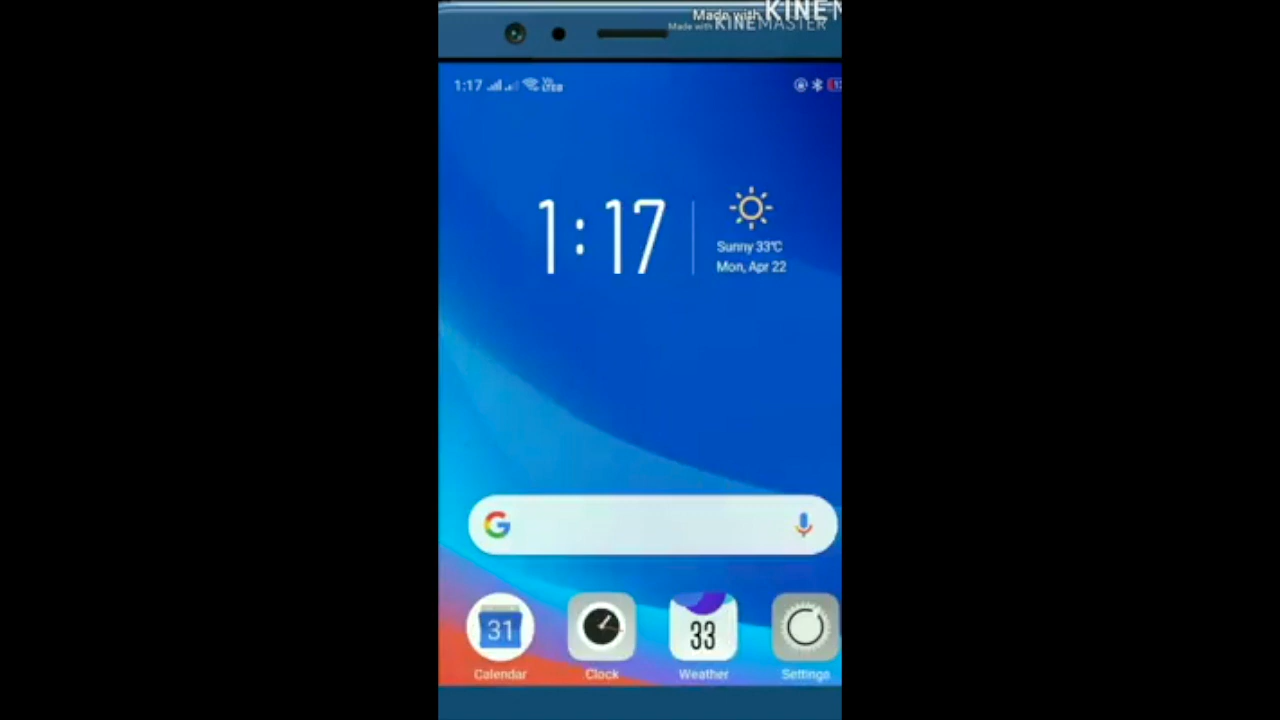 Made with KINEM
Made with KINEMASTER
1:17
1:17
Sunny 33℃
Mon, Apr 22
G
31
33
Calendar Clock Weather Settings